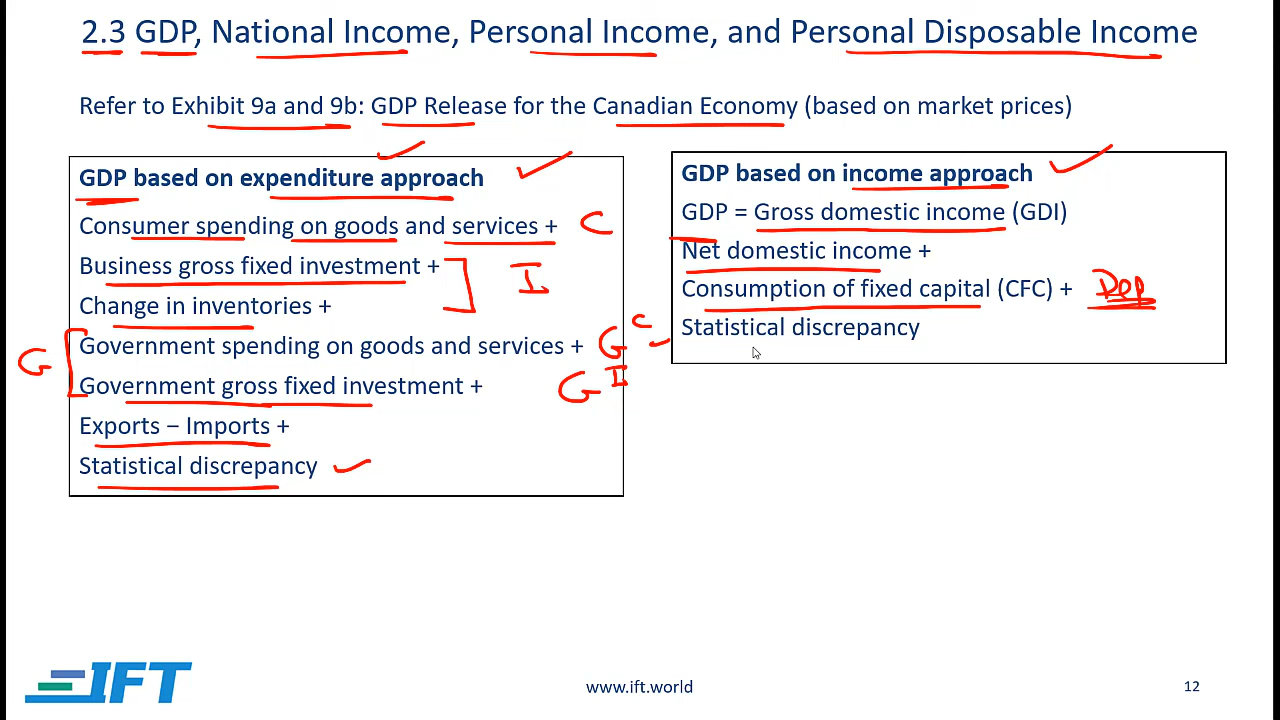 2.3 GDP, National Income, Personal Income, and Personal Disposable Income
Refer to Exhibit 9a and 9b: GDP Release for the Canadian Economy (based on market prices)
GDP based on expenditure approach
Consumer spending on goods and services + C
Business gross fixed investment +
I
Change in inventories +
G
Government spending on goods and services + G^C
Government gross fixed investment + G^I
Exports − Imports +
Statistical discrepancy
GDP based on income approach
GDP = Gross domestic income (GDI)
Net domestic income +
Consumption of fixed capital (CFC) + Dep
Statistical discrepancy
IFT
www.ift.world
12